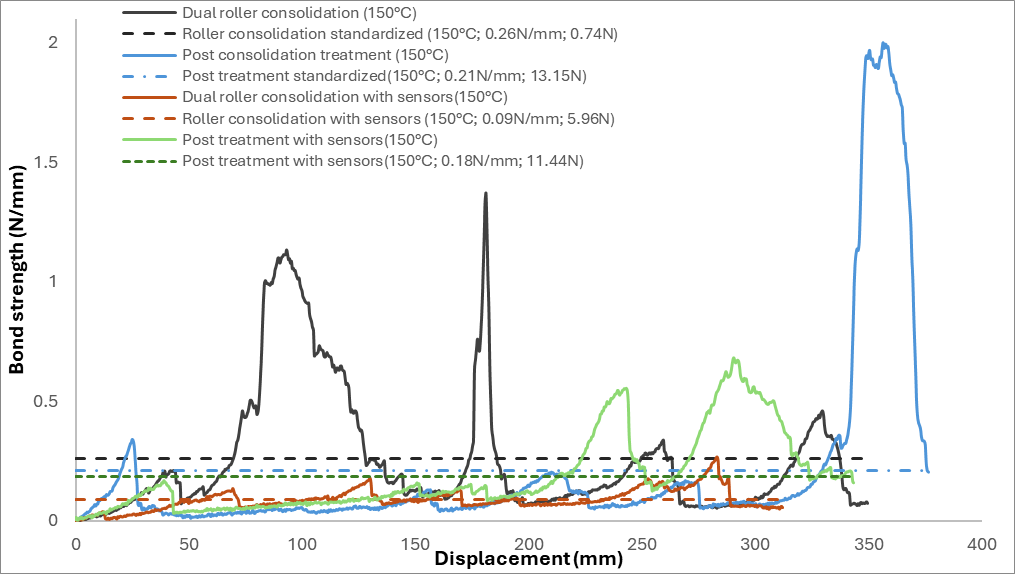 Dual roller consolidation (150°C)
Roller consolidation standardized (150°C; 0.26N/mm; 0.74N)
Post consolidation treatment (150°C)
Post treatment standardized(150°C; 0.21N/mm; 13.15N)
Dual roller consolidation with sensors(150°C)
Roller consolidation with sensors (150°C; 0.09N/mm; 5.96N)
Post treatment with sensors(150°C)
Post treatment with sensors(150°C; 0.18N/mm; 11.44N)
Bond strength (N/mm)
2
1.5
1
0.5
0
0 50 100 150 200 250 300 350 400
Displacement (mm)